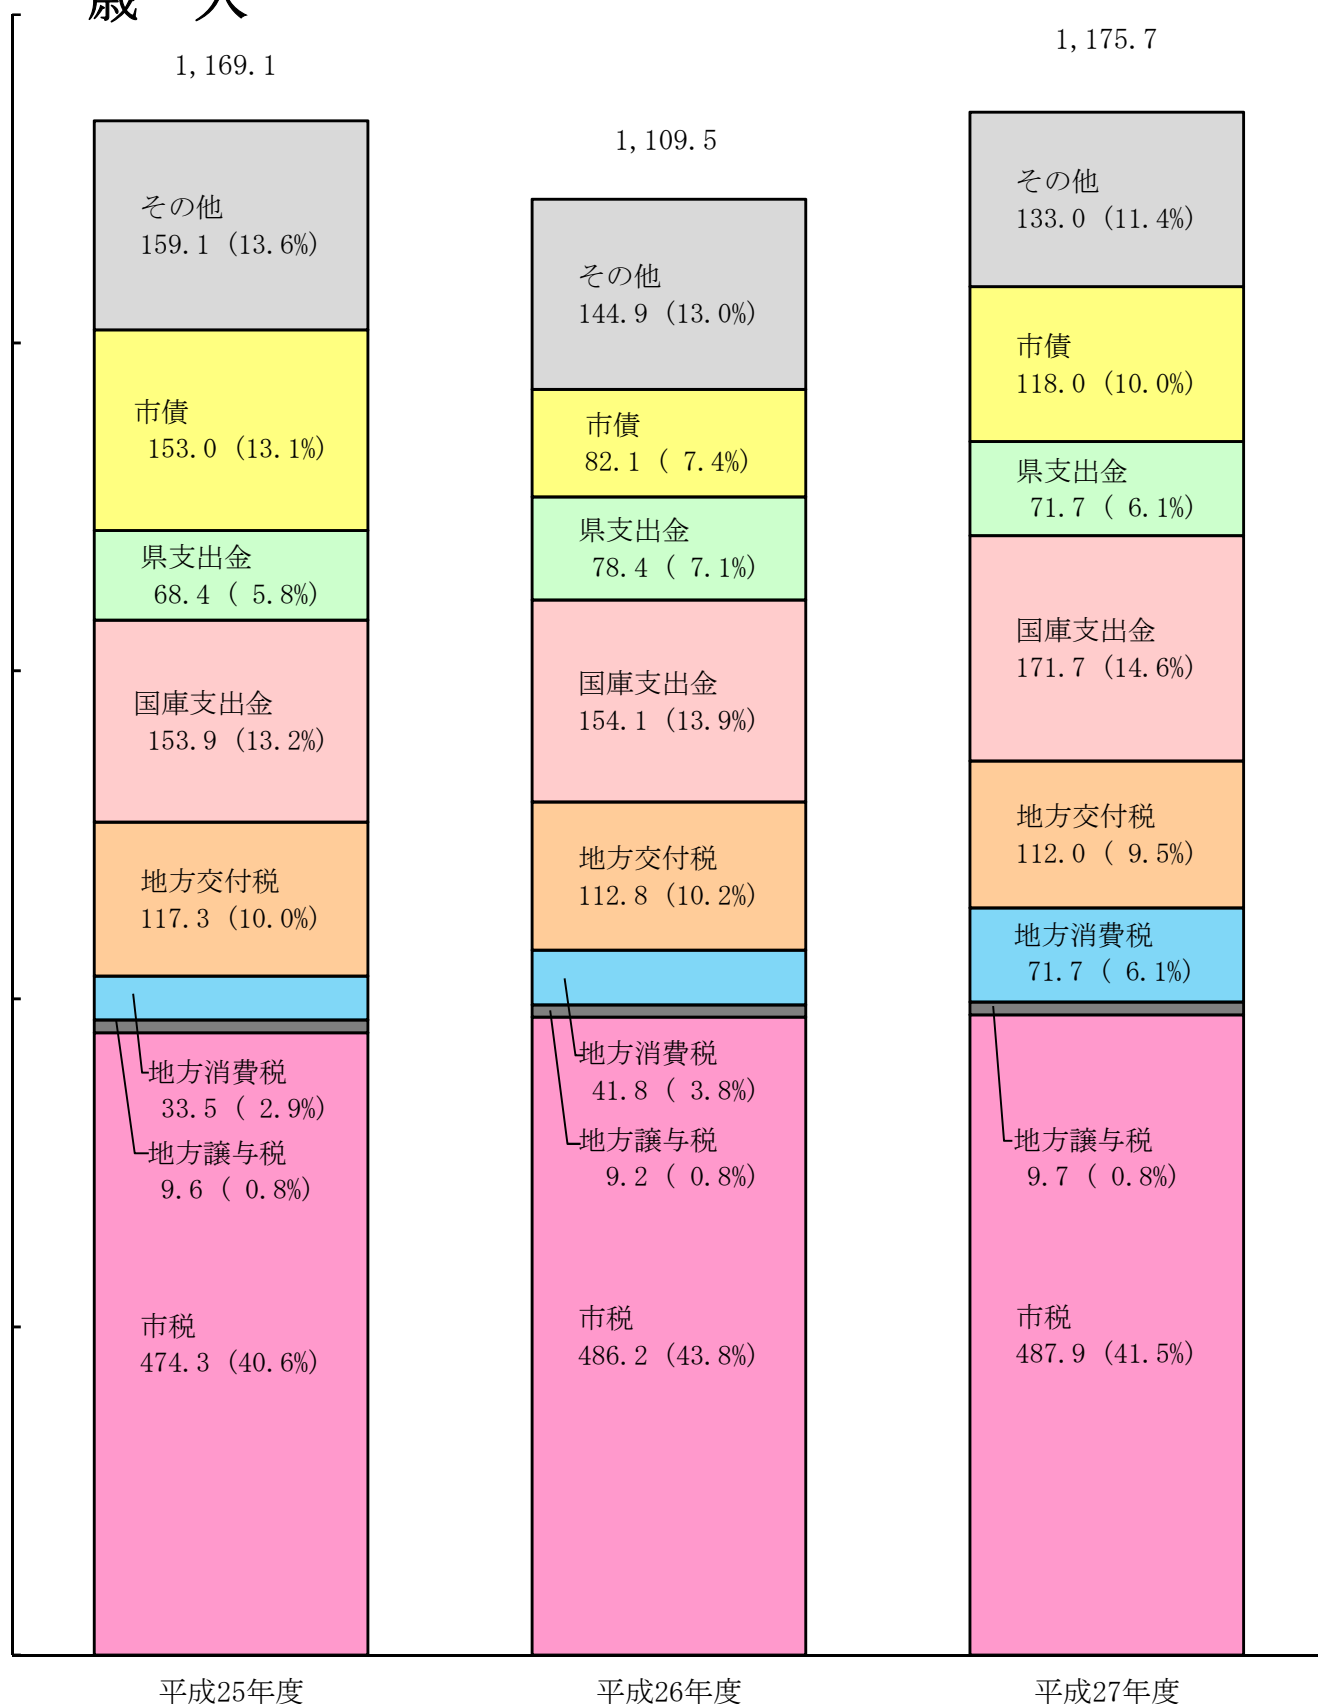 歳 入
1,169.1
その他
159.1 (13.6%)
市債
153.0 (13.1%)
県支出金
68.4 ( 5.8%)
国庫支出金
153.9 (13.2%)
地方交付税
117.3 (10.0%)
地方消費税
33.5 ( 2.9%)
地方譲与税
9.6 ( 0.8%)
市税
474.3 (40.6%)
平成25年度
1,109.5
その他
144.9 (13.0%)
市債
82.1 ( 7.4%)
県支出金
78.4 ( 7.1%)
国庫支出金
154.1 (13.9%)
地方交付税
112.8 (10.2%)
地方消費税
41.8 ( 3.8%)
地方譲与税
9.2 ( 0.8%)
市税
486.2 (43.8%)
平成26年度
1,175.7
その他
133.0 (11.4%)
市債
118.0 (10.0%)
県支出金
71.7 ( 6.1%)
国庫支出金
171.7 (14.6%)
地方交付税
112.0 ( 9.5%)
地方消費税
71.7 ( 6.1%)
地方譲与税
9.7 ( 0.8%)
市税
487.9 (41.5%)
平成27年度